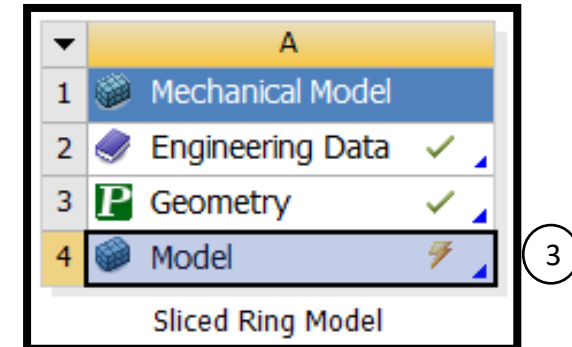 A
1 Mechanical Model
2 Engineering Data
3 P Geometry
4 Model
3
Sliced Ring Model